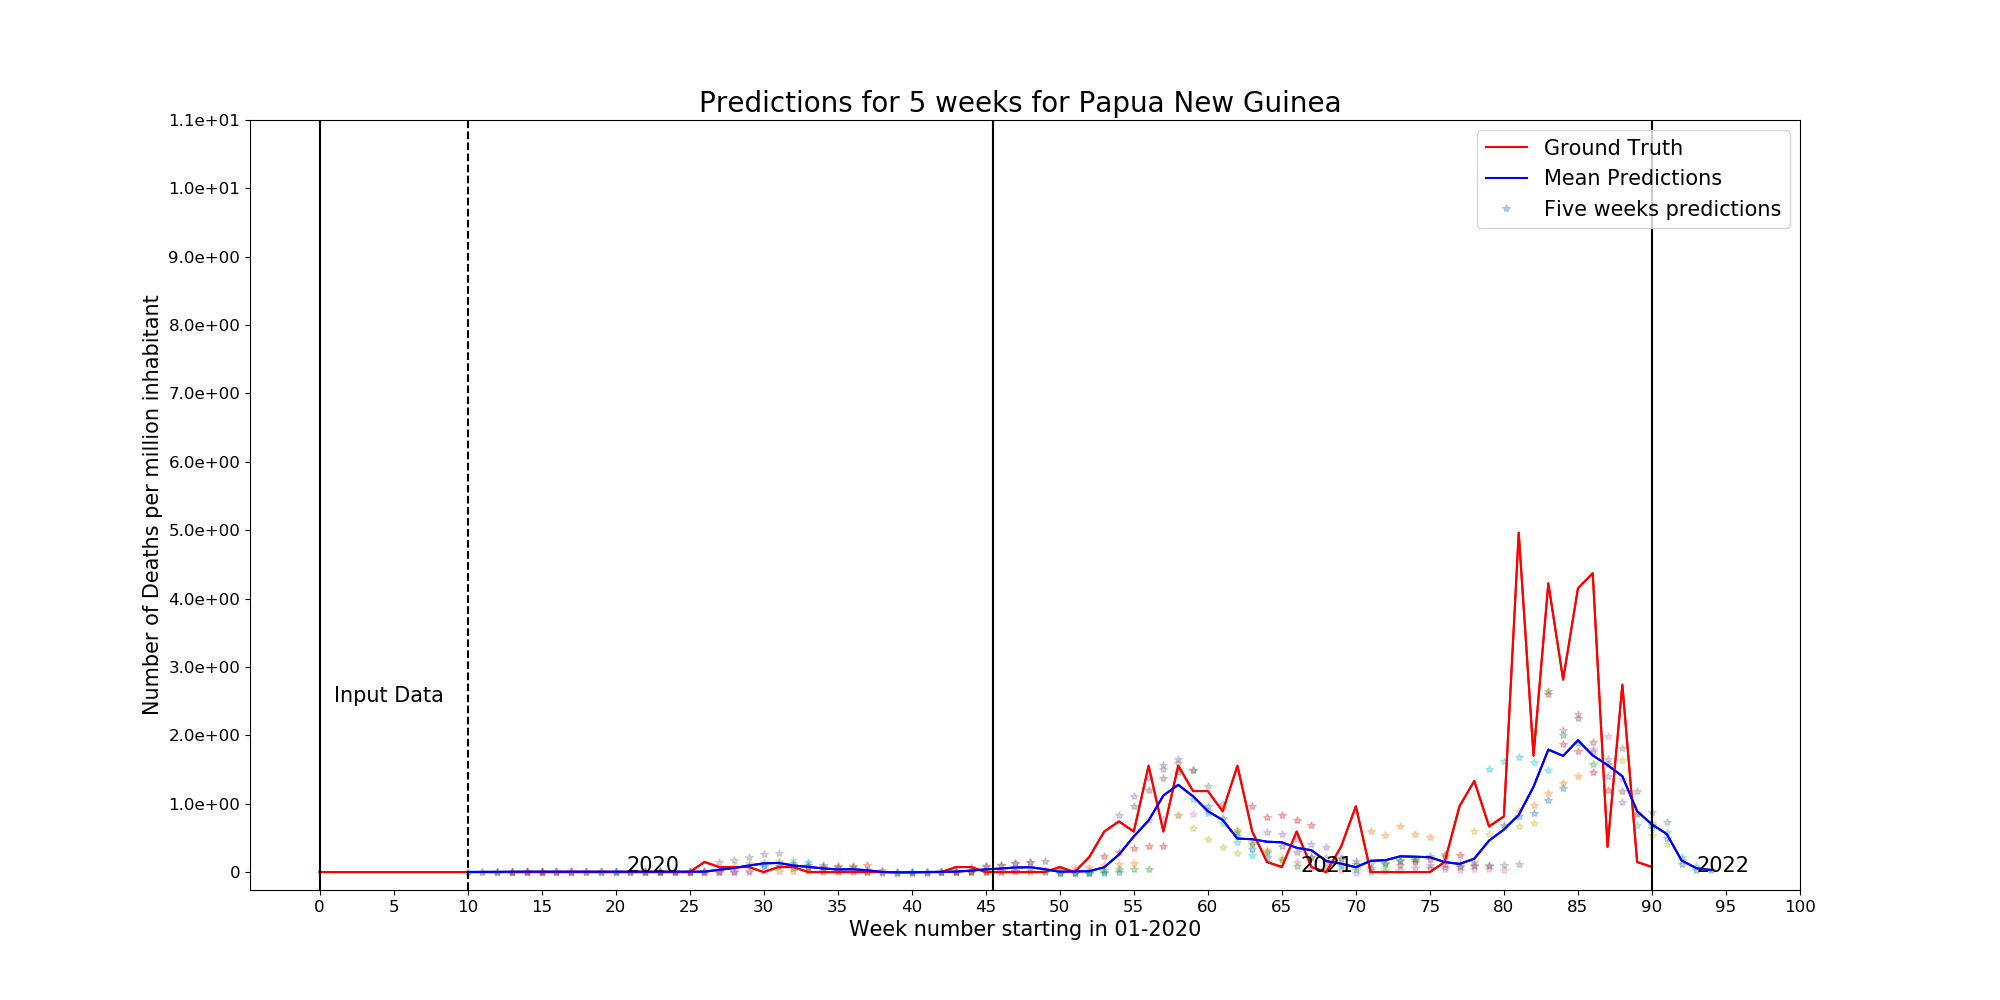 Predictions for 5 weeks for Papua New Guinea
1.1e+01
1.0e+01
9.0e+00
8.0e+00
7.0e+00
6.0e+00
5.0e+00
4.0e+00
3.0e+00
2.0e+00
1.0e+00
0
Number of Deaths per million inhabitant
Ground Truth
Mean Predictions
Five weeks predictions
Input Data
2020
2021
2022
0 5 10 15 20 25 30 35 40 45 50 55 60 65 70 75 80 85 90 95 100
Week number starting in 01-2020